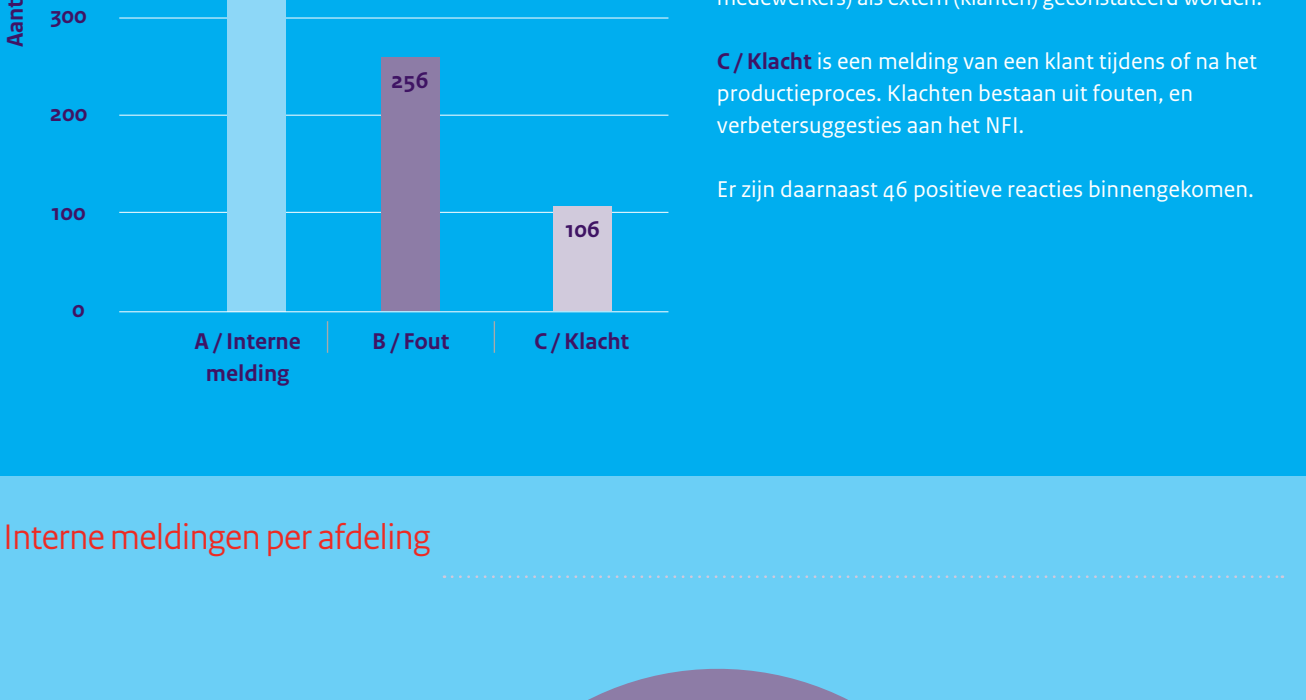 Aant
300
200
100
0
256
106
A / Interne
melding
B / Fout
C / Klacht
medewerkers) als extern (klanten) geconstateerd worden.
C / Klacht is een melding van een klant tijdens of na het
productieproces. Klachten bestaan uit fouten, en
verbetersuggesties aan het NFI.
Er zijn daarnaast 46 positieve reacties binnengekomen.
Interne meldingen per afdeling